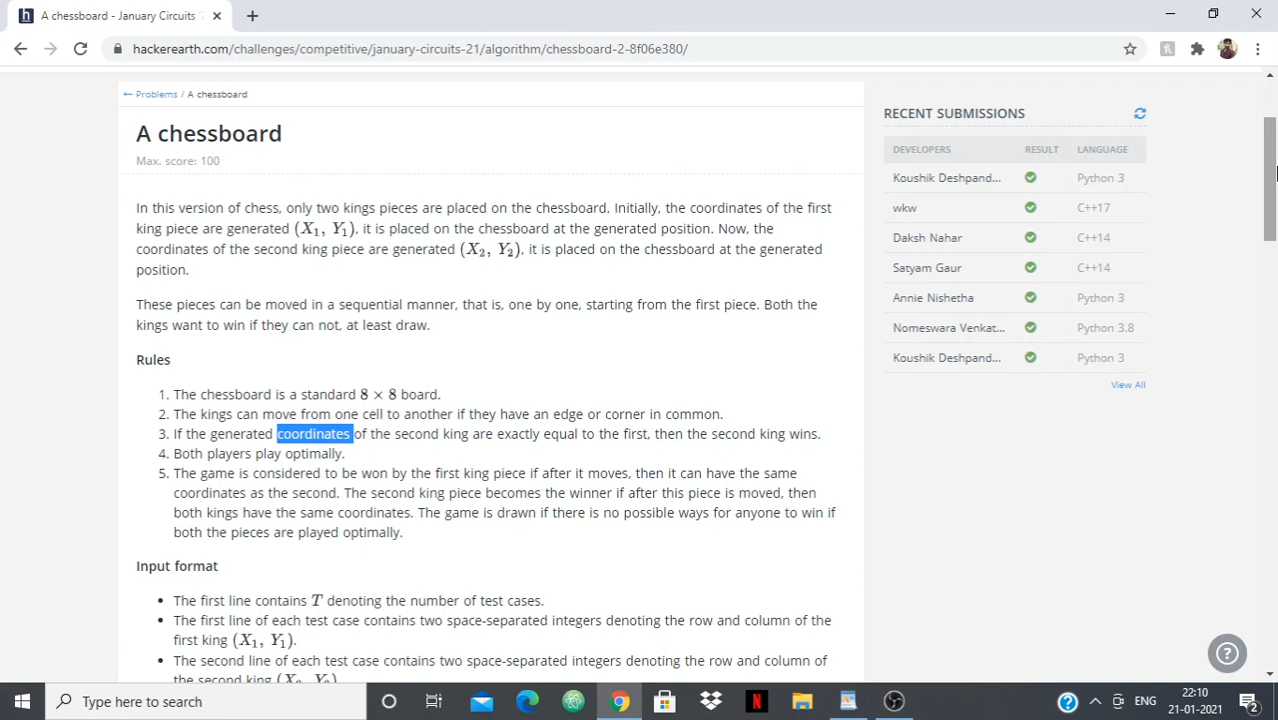 A chessboard - January Circuits '2
hackerearth.com/challenges/competitive/january-circuits-21/algorithm/chessboard-2-8f06e380/
← Problems / A chessboard
A chessboard
Max. score: 100
In this version of chess, only two kings pieces are placed on the chessboard. Initially, the coordinates of the first
king piece are generated (X₁, Y₁), it is placed on the chessboard at the generated position. Now, the
coordinates of the second king piece are generated (X₂, Y₂), it is placed on the chessboard at the generated
position.
These pieces can be moved in a sequential manner, that is, one by one, starting from the first piece. Both the
kings want to win if they can not, at least draw.
Rules
1. The chessboard is a standard 8 × 8 board.
2. The kings can move from one cell to another if they have an edge or corner in common.
3. If the generated coordinates of the second king are exactly equal to the first, then the second king wins.
4. Both players play optimally.
5. The game is considered to be won by the first king piece if after it moves, then it can have the same
coordinates as the second. The second king piece becomes the winner if after this piece is moved, then
both kings have the same coordinates. The game is drawn if there is no possible ways for anyone to win if
both the pieces are played optimally.
Input format
• The first line contains T denoting the number of test cases.
• The first line of each test case contains two space-separated integers denoting the row and column of the
first king (X₁, Y₁).
• The second line of each test case contains two space-separated integers denoting the row and column of
the second king (X₂, Y₂)
RECENT SUBMISSIONS
DEVELOPERS RESULT LANGUAGE
Koushik Deshpand... Python 3
wkw C++17
Daksh Nahar C++14
Satyam Gaur C++14
Annie Nishetha Python 3
Nomeswara Venkat... Python 3.8
Koushik Deshpand... Python 3
View All
Type here to search
ENG
22:10
21-01-2021
2